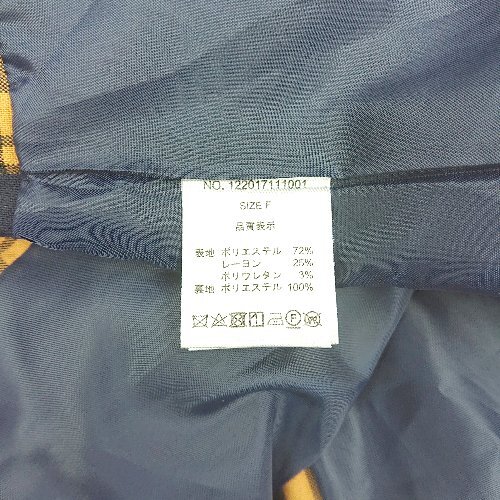 NO. 122017111001
SIZE F
品質表示
表地 ポリエステル 72%
レーヨン 25%
ポリウレタン 3%
裏地 ポリエステル 100%